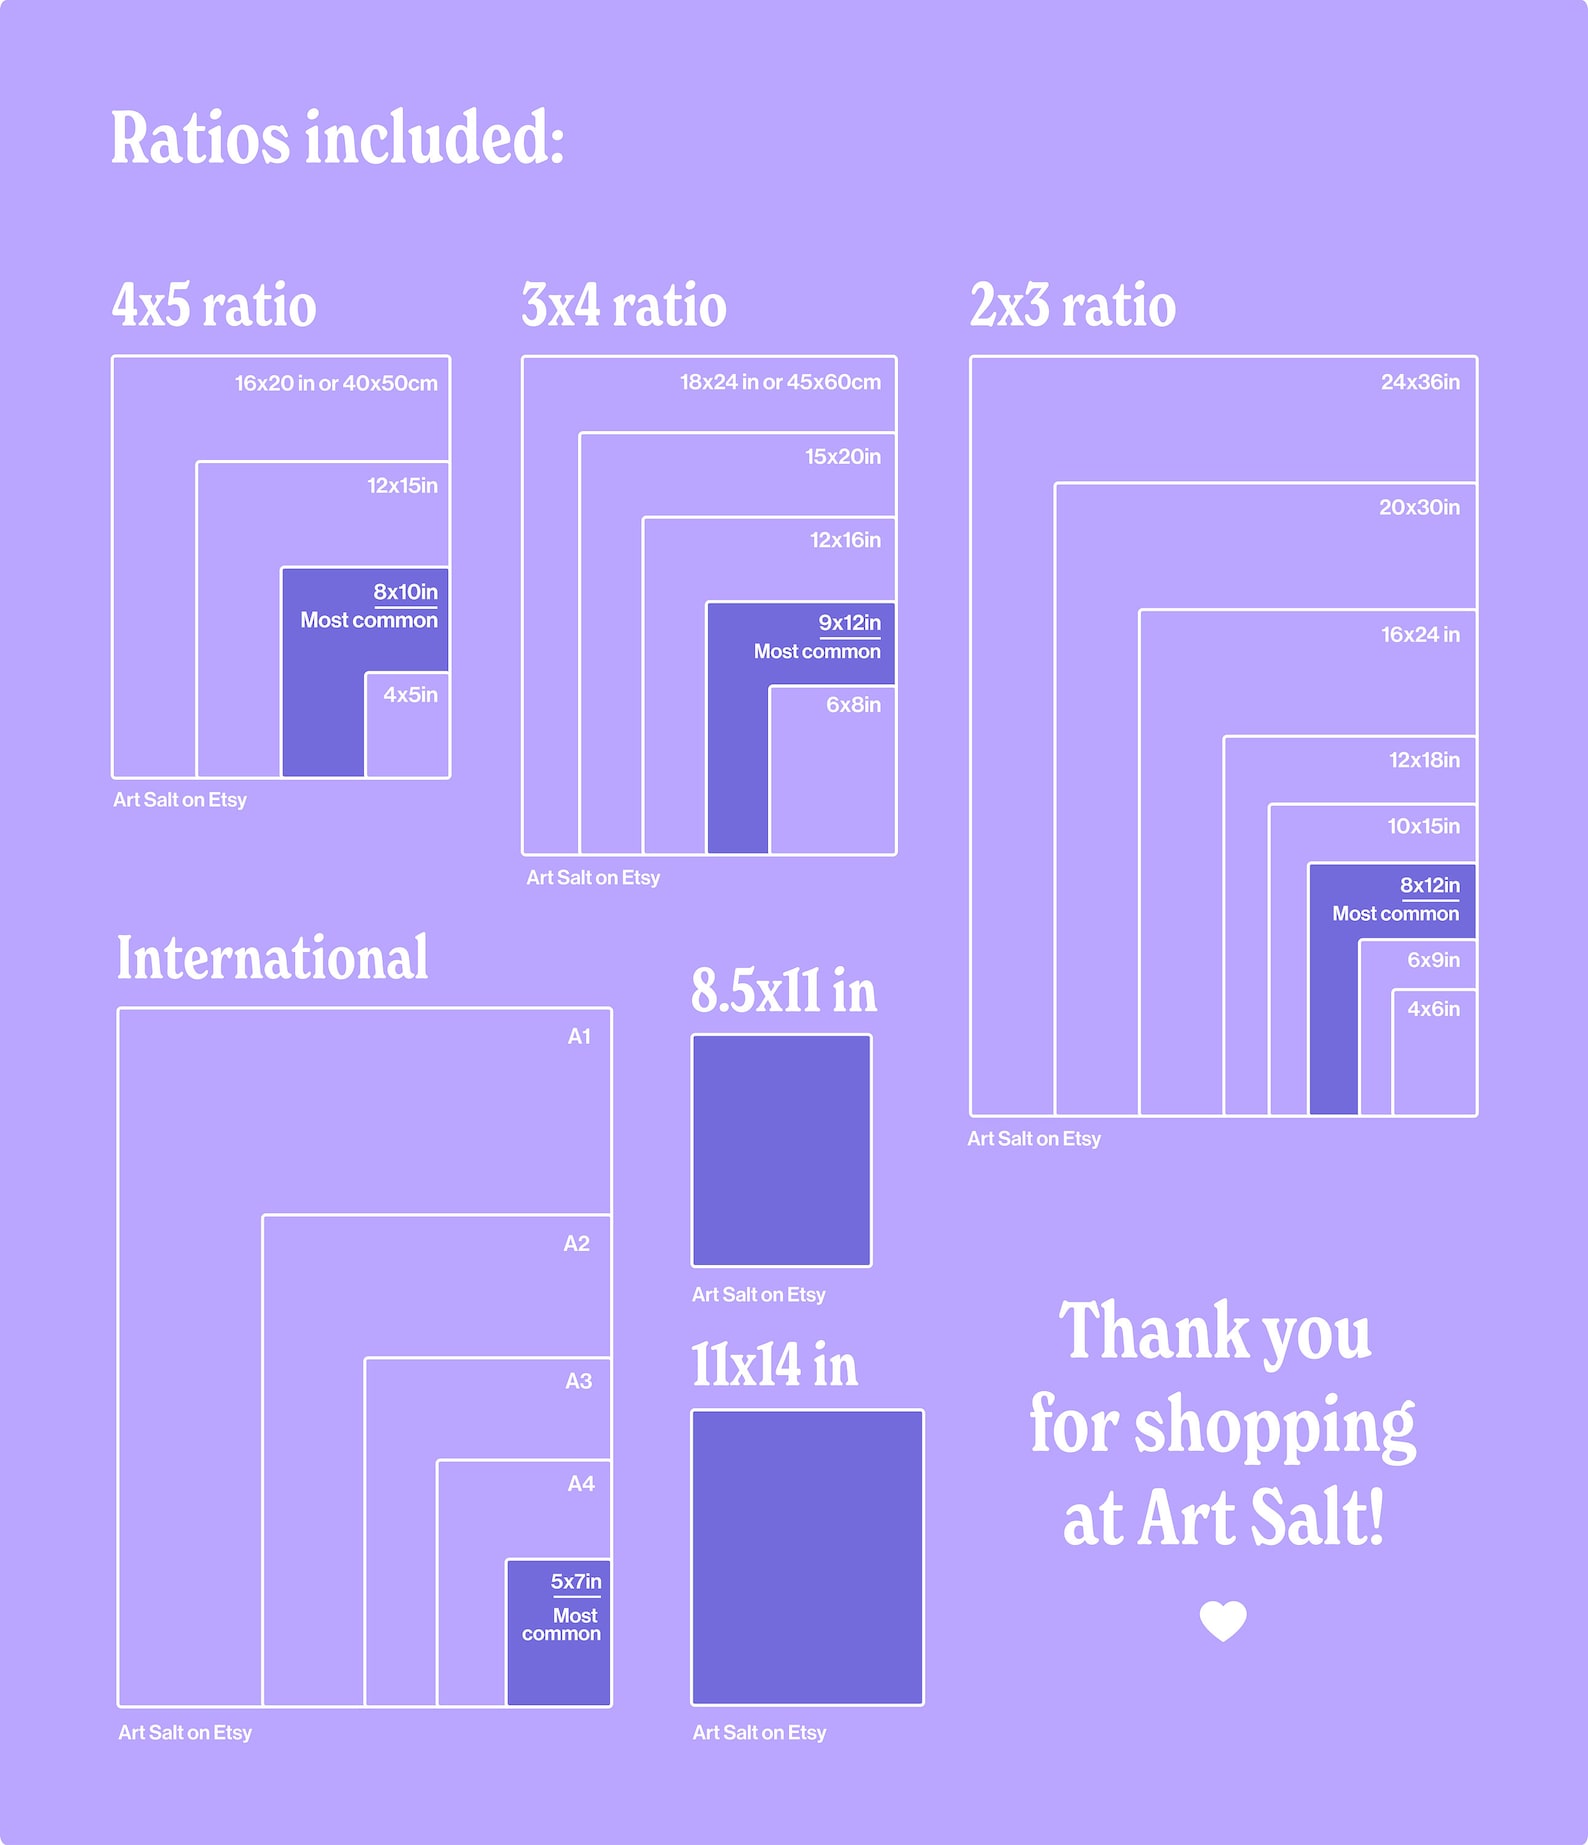 Ratios included:
4x5 ratio
16x20 in or 40x50cm
12x15in
8x10in
Most common
4x5in
Art Salt on Etsy
3x4 ratio
18x24 in or 45x60cm
15x20in
12x16in
9x12in
Most common
6x8in
Art Salt on Etsy
2x3 ratio
24x36in
20x30in
16x24 in
12x18in
10x15in
8x12in
Most common
6x9in
4x6in
Art Salt on Etsy
International
A1
A2
A3
A4
5x7in
Most
common
Art Salt on Etsy
8.5x11 in
Art Salt on Etsy
11x14 in
Art Salt on Etsy
Thank you
for shopping
at Art Salt!